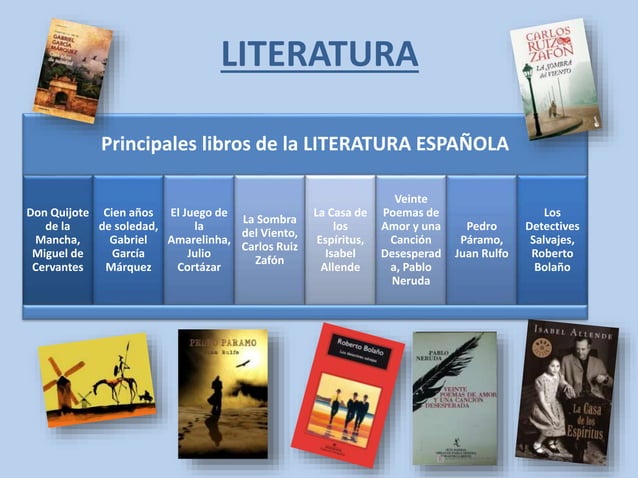 GABRIEL
GARCÍA
MÁRQUEZ
CARLOS
RUIZ
ZAFÓN
LA SOMBRA
del VIENTO
LITERATURA
Principales libros de la LITERATURA ESPAÑOLA
Don Quijote
de la
Mancha,
Miguel de
Cervantes
Cien años
de soledad,
Gabriel
García
Márquez
El Juego de
la
Amarelinha,
Julio
Cortázar
La Sombra
del Viento,
Carlos Ruiz
Zafón
La Casa de
los
Espíritus,
Isabel
Allende
Veinte
Poemas de
Amor y una
Canción
Desesperad
a, Pablo
Neruda
Pedro
Páramo,
Juan Rulfo
Los
Detectives
Salvajes,
Roberto
Bolaño
PEDRO PARAMO
Juan Rulfo
Roberto Bolaño
Los detectives salvajes
PABLO
NERUDA
VEINTE
POEMAS DE AMOR
Y UNA CANCIÓN
DESESPERADA
ISABEL ALLENDE
La Casa
de los
Espíritus